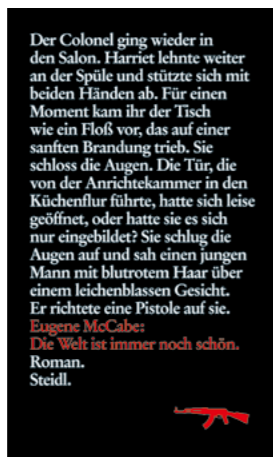 Der Colonel ging wieder in
den Salon. Harriet lehnte weiter
an der Spüle und stützte sich mit
beiden Händen ab. Für einen
Moment kam ihr der Tisch
wie ein Floß vor, das auf einer
sanften Brandung trieb. Sie
schloss die Augen. Die Tür, die
von der Anrichtekammer in den
Küchenflur führte, hatte sich leise
geöffnet, oder hatte sie es sich
nur eingebildet? Sie schlug die
Augen auf und sah einen jungen
Mann mit blutrotem Haar über
einem leichenblassen Gesicht.
Er richtete eine Pistole auf sie.
Eugene McCabe:
Die Welt ist immer noch schön.
Roman.
Steidl.